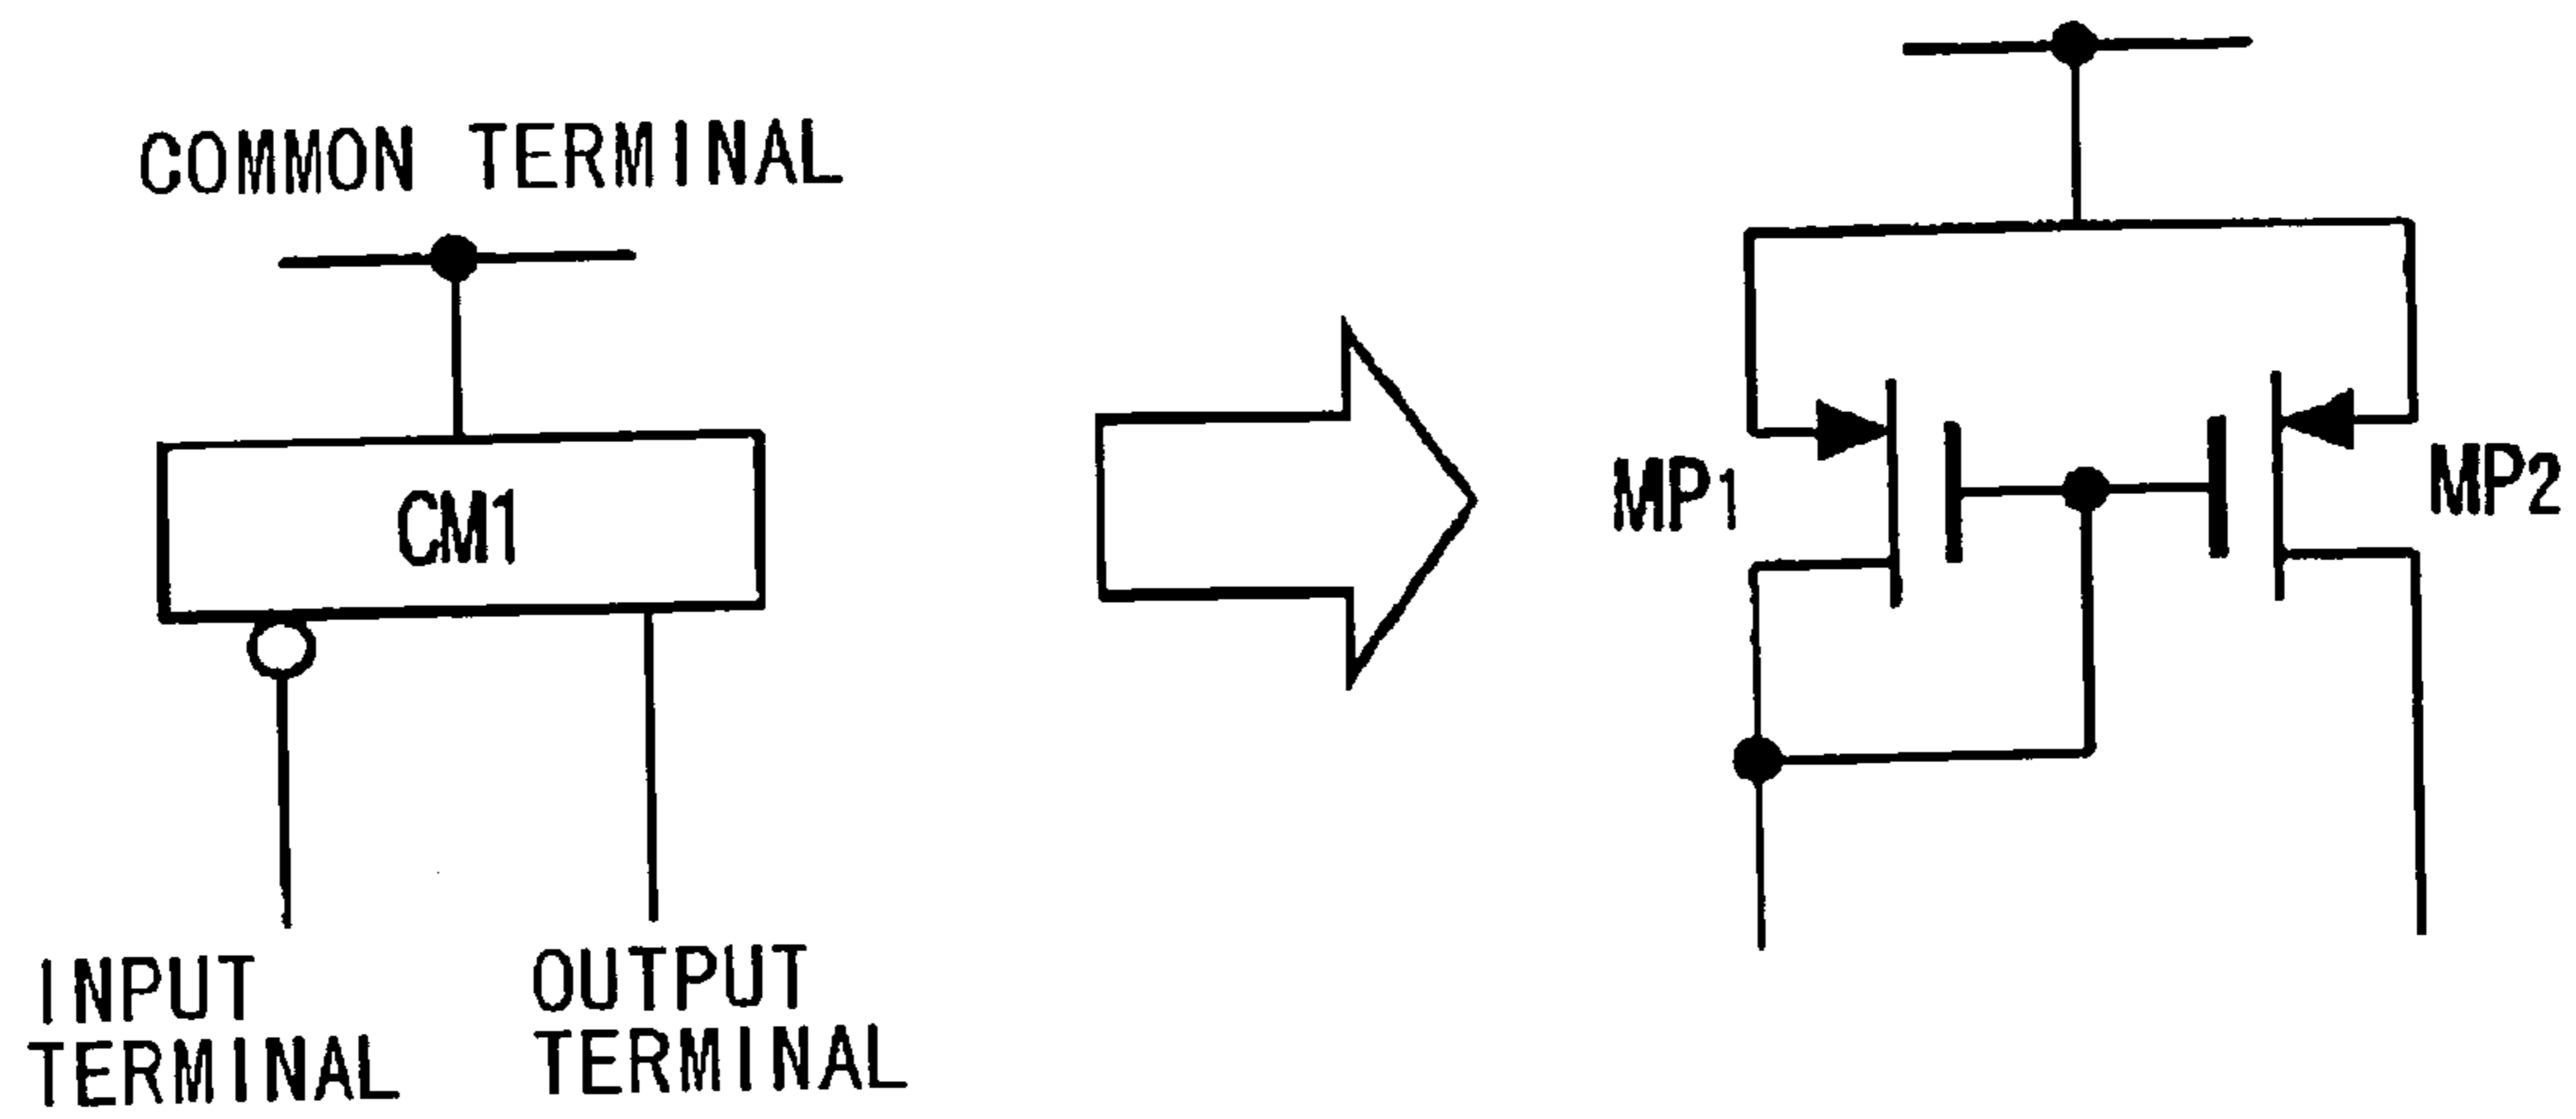 COMMON TERMINAL
CM1
INPUT
TERMINAL
OUTPUT
TERMINAL
MP1
MP2